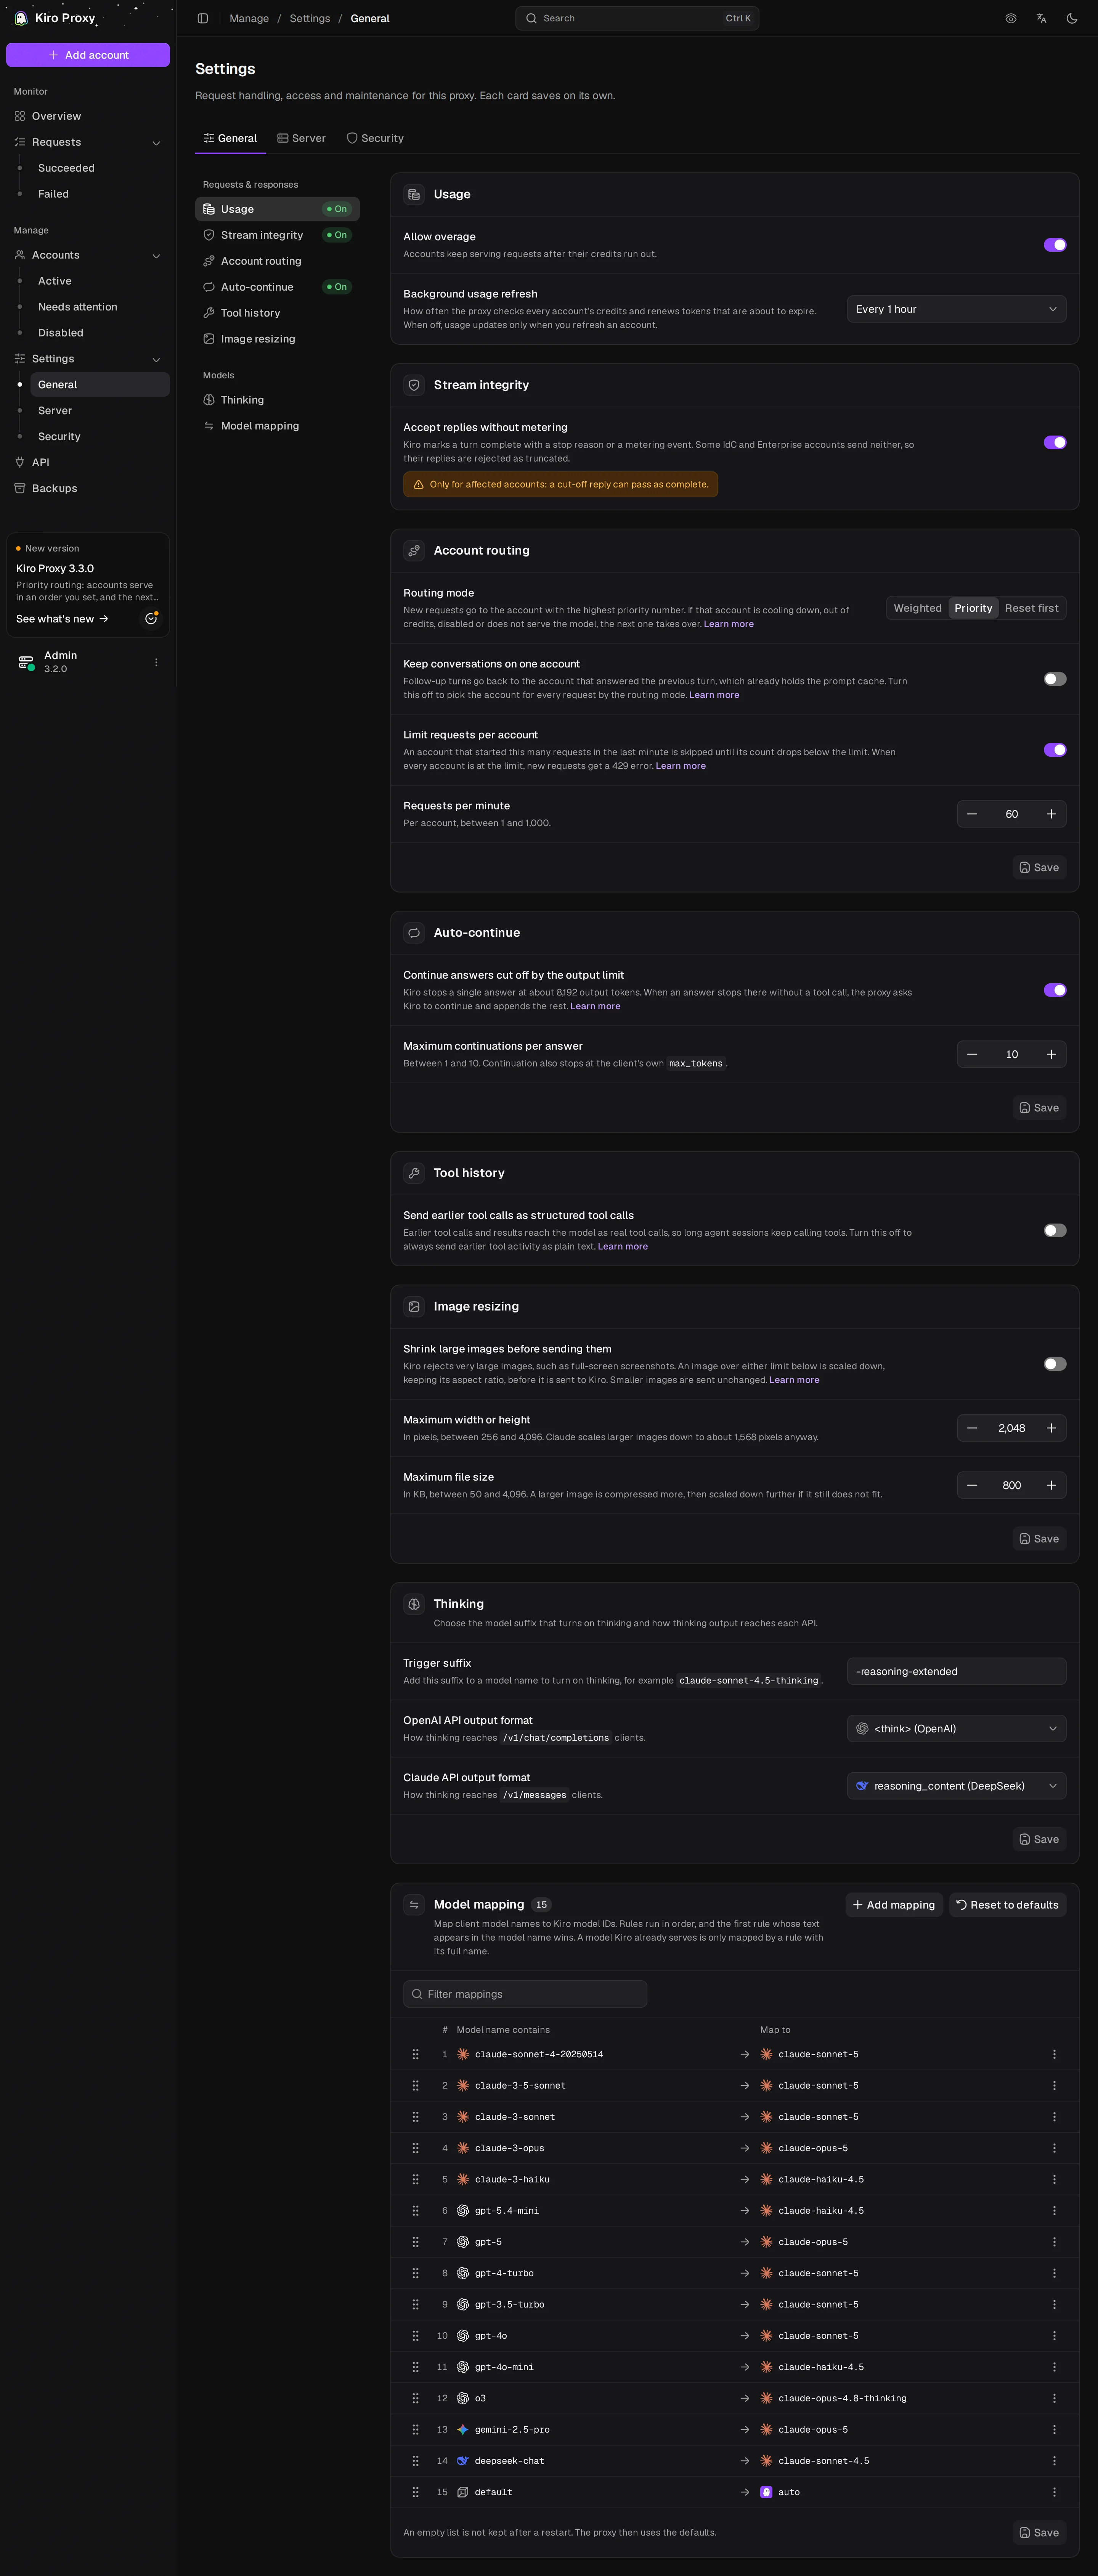 Kiro Proxy
Manage / Settings / General
Search
Ctrl K
Add account
Monitor
Overview
Requests
Succeeded
Failed
Manage
Accounts
Active
Needs attention
Disabled
Settings
General
Server
Security
API
Backups
New version
Kiro Proxy 3.3.0
Priority routing: accounts serve
in an order you set, and the next...
See what's new
Admin
3.2.0
Settings
Request handling, access and maintenance for this proxy. Each card saves on its own.
General
Server
Security
Requests & responses
Usage
On
Stream integrity
On
Account routing
Auto-continue
On
Tool history
Image resizing
Models
Thinking
Model mapping
Usage
Allow overage
Accounts keep serving requests after their credits run out.
Background usage refresh
How often the proxy checks every account's credits and renews tokens that are about to expire.
When off, usage updates only when you refresh an account.
Every 1 hour
Stream integrity
Accept replies without metering
Kiro marks a turn complete with a stop reason or a metering event. Some IdC and Enterprise accounts send neither, so
their replies are rejected as truncated.
Only for affected accounts: a cut-off reply can pass as complete.
Account routing
Routing mode
New requests go to the account with the highest priority number. If that account is cooling down, out of
credits, disabled or does not serve the model, the next one takes over. Learn more
Weighted
Priority
Reset first
Keep conversations on one account
Follow-up turns go back to the account that answered the previous turn, which already holds the prompt cache. Turn
this off to pick the account for every request by the routing mode. Learn more
Limit requests per account
An account that started this many requests in the last minute is skipped until its count drops below the limit. When
every account is at the limit, new requests get a 429 error. Learn more
Requests per minute
Per account, between 1 and 1,000.
60
Save
Auto-continue
Continue answers cut off by the output limit
Kiro stops a single answer at about 8,192 output tokens. When an answer stops there without a tool call, the proxy asks
Kiro to continue and appends the rest. Learn more
Maximum continuations per answer
Between 1 and 10. Continuation also stops at the client's own max_tokens.
10
Save
Tool history
Send earlier tool calls as structured tool calls
Earlier tool calls and results reach the model as real tool calls, so long agent sessions keep calling tools. Turn this off to
always send earlier tool activity as plain text. Learn more
Image resizing
Shrink large images before sending them
Kiro rejects very large images, such as full-screen screenshots. An image over either limit below is scaled down,
keeping its aspect ratio, before it is sent to Kiro. Smaller images are sent unchanged. Learn more
Maximum width or height
In pixels, between 256 and 4,096. Claude scales larger images down to about 1,568 pixels anyway.
2,048
Maximum file size
In KB, between 50 and 4,096. A larger image is compressed more, then scaled down further if it still does not fit.
800
Save
Thinking
Choose the model suffix that turns on thinking and how thinking output reaches each API.
Trigger suffix
Add this suffix to a model name to turn on thinking, for example claude-sonnet-4.5-thinking.
-reasoning-extended
OpenAI API output format
How thinking reaches /v1/chat/completions clients.
<think> (OpenAI)
Claude API output format
How thinking reaches /v1/messages clients.
reasoning_content (DeepSeek)
Save
Model mapping 15
Add mapping
Reset to defaults
Map client model names to Kiro model IDs. Rules run in order, and the first rule whose text
appears in the model name wins. A model Kiro already serves is only mapped by a rule with
its full name.
Filter mappings
# Model name contains Map to
1 claude-sonnet-4-20250514 → claude-sonnet-5
2 claude-3-5-sonnet → claude-sonnet-5
3 claude-3-sonnet → claude-sonnet-5
4 claude-3-opus → claude-opus-5
5 claude-3-haiku → claude-haiku-4.5
6 gpt-5.4-mini → claude-haiku-4.5
7 gpt-5 → claude-opus-5
8 gpt-4-turbo → claude-sonnet-5
9 gpt-3.5-turbo → claude-sonnet-5
10 gpt-4o → claude-sonnet-5
11 gpt-4o-mini → claude-haiku-4.5
12 o3 → claude-opus-4.8-thinking
13 gemini-2.5-pro → claude-opus-5
14 deepseek-chat → claude-sonnet-4.5
15 default → auto
An empty list is not kept after a restart. The proxy then uses the defaults.
Save